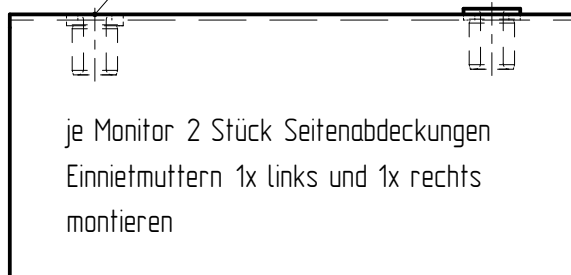 je Monitor 2 Stück Seitenabdeckungen
Einnietmuttern 1x links und 1x rechts
montieren